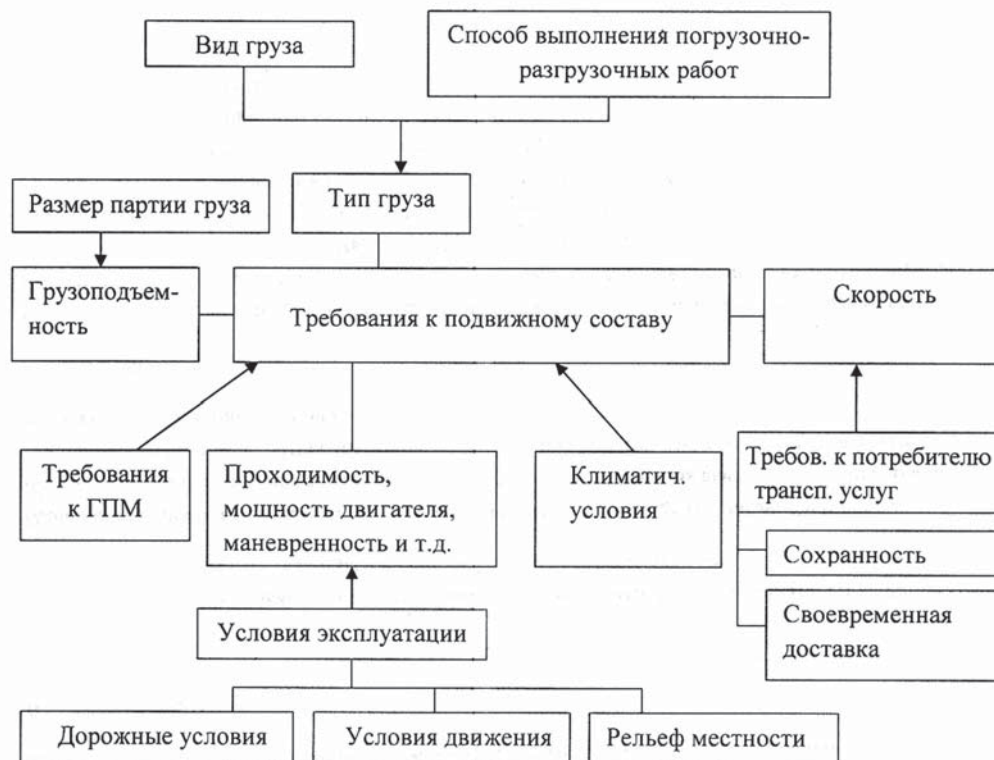 Вид груза
Способ выполнения погрузочно-
разгрузочных работ
Размер партии груза
Тип груза
Грузоподъем-
ность
Требования к подвижному составу
Скорость
Требования
к ГПМ
Проходимость,
мощность двигателя,
маневренность и т.д.
Климатич.
условия
Требов. к потребителю
трансп. услуг
Сохранность
Своевременная
доставка
Условия эксплуатации
Дорожные условия
Условия движения
Рельеф местности